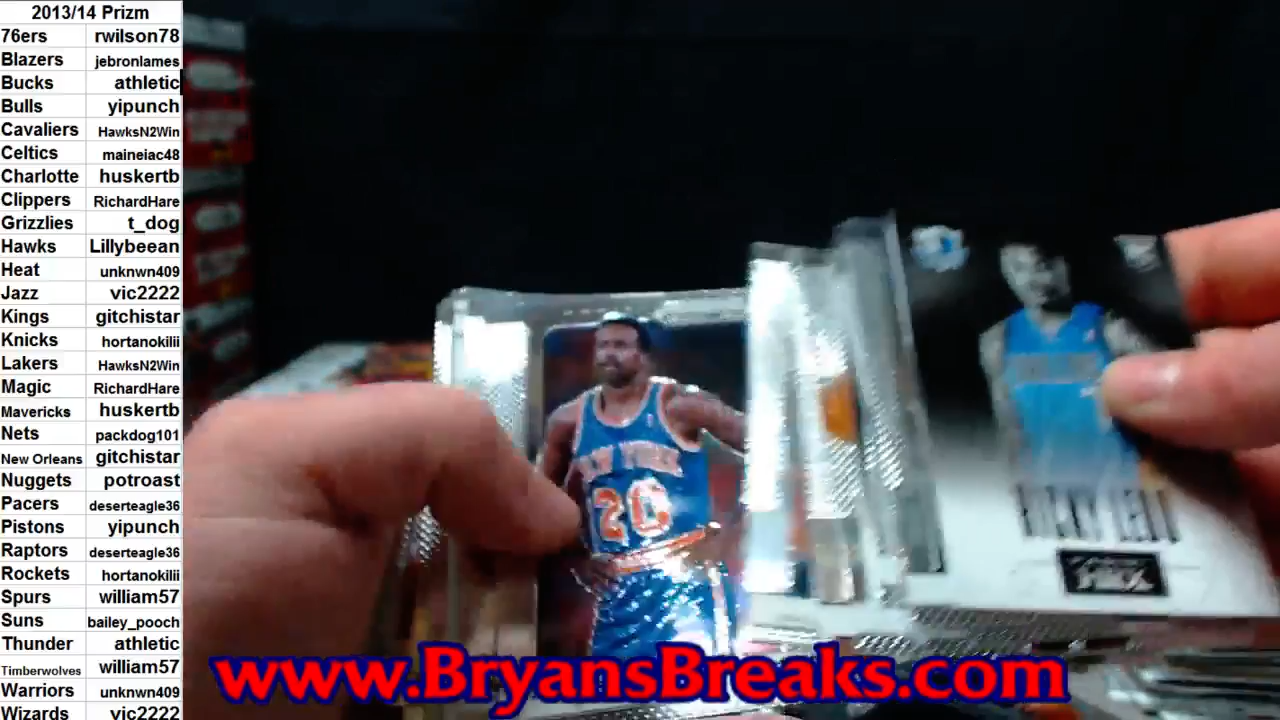 2013/14 Prizm
76ers rwilson78
Blazers jebronlames
Bucks athletic
Bulls yipunch
Cavaliers HawksN2Win
Celtics maineiac48
Charlotte huskertb
Clippers RichardHare
Grizzlies t_dog
Hawks Lillybeean
Heat unknwn409
Jazz vic2222
Kings gitchistar
Knicks hortanokilii
Lakers HawksN2Win
Magic RichardHare
Mavericks huskertb
Nets packdog101
New Orleans gitchistar
Nuggets potroast
Pacers deserteagle36
Pistons yipunch
Raptors deserteagle36
Rockets hortanokilii
Spurs william57
Suns bailey_pooch
Thunder athletic
Timberwolves william57
Warriors unknwn409
Wizards vic2222
NEW YORK
20
www.BryansBreaks.com